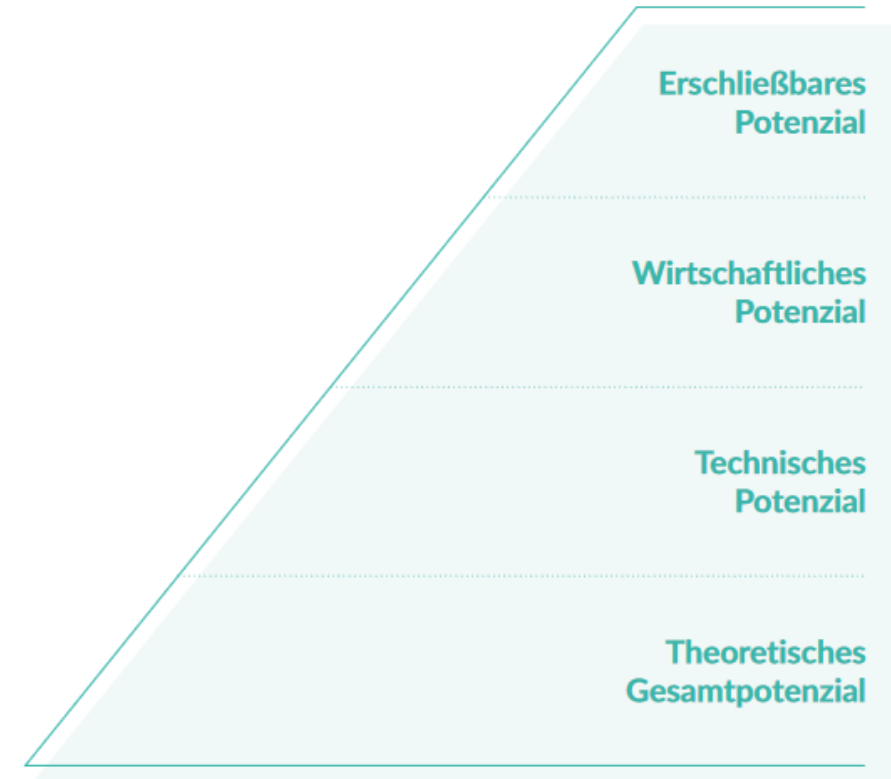 Erschließbares
Potenzial
Wirtschaftliches
Potenzial
Technisches
Potenzial
Theoretisches
Gesamtpotenzial